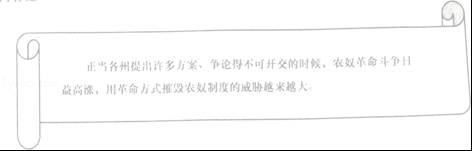 正当各州提出许多方案、争论得不可开交的时候，农奴革命斗争日
益高涨，用革命方式摧毁农奴制度的威胁越来越大。